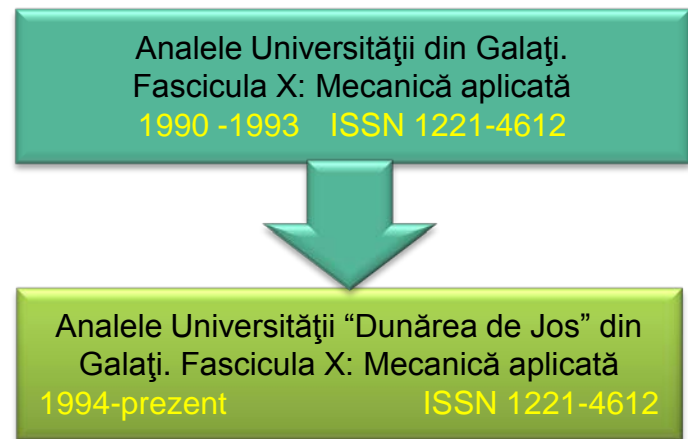 Analele Universităţii din Galaţi.
Fascicula X: Mecanică aplicată
1990 -1993 ISSN 1221-4612
Analele Universităţii “Dunărea de Jos” din
Galaţi. Fascicula X: Mecanică aplicată
1994-prezent ISSN 1221-4612